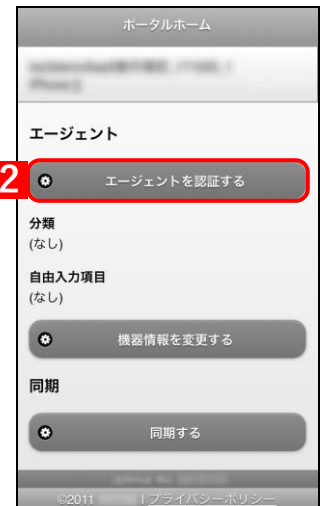 ポータルホーム
エージェント
2
エージェントを認証する
分類
(なし)
自由入力項目
(なし)
機器情報を変更する
同期
同期する
©2011 | プライバシーポリシー